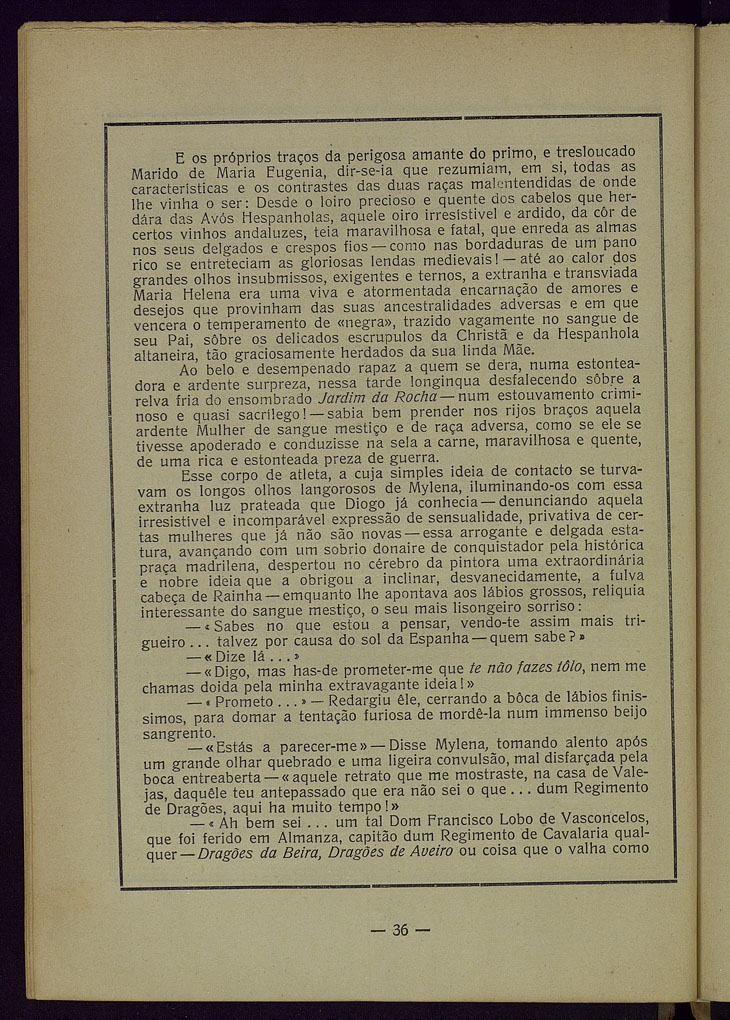 E os próprios traços da perigosa amante do primo, e tresloucado
Marido de Maria Eugenia, dir-se-ia que rezumiam, em si, todas as
características e os contrastes das duas raças malentendidas de onde
lhe vinha o ser: Desde o loiro precioso e quente dos cabelos que her-
dára das Avós Hespanholas, aquele oiro irresistivel e ardido, da côr de
certos vinhos andaluzes, teia maravilhosa e fatal, que enreda as almas
nos seus delgados e crespos fios — como nas bordaduras de um pano
rico se entreteciam as gloriosas lendas medievais! — até ao calor dos
grandes olhos insubmissos, exigentes e ternos, a extranha e transviada
Maria Helena era uma viva e atormentada encarnação de amores e
desejos que provinham das suas ancestralidades adversas e em que
vencera o temperamento de «negra», trazido vagamente no sangue de
seu Pai, sôbre os delicados escrupulos da Christã e da Hespanhola
altaneira, tão graciosamente herdados da sua linda Mãe.
Ao belo e desempenado rapaz a quem se dera, numa estontea-
dora e ardente surpreza, nessa tarde longinqua desfalecendo sôbre a
relva fria do ensombrado Jardim da Rocha — num estouvamento crimi-
noso e quasi sacrilego! — sabia bem prender nos rijos braços aquela
ardente Mulher de sangue mestiço e de raça adversa, como se ele se
tivesse apoderado e conduzisse na sela a carne, maravilhosa e quente,
de uma rica e estonteada preza de guerra.
Esse corpo de atleta, a cuja simples ideia de contacto se turva-
vam os longos olhos langorosos de Mylena, iluminando-os com essa
extranha luz prateada que Diogo já conhecia — denunciando aquela
irresistivel e incomparável expressão de sensualidade, privativa de cer-
tas mulheres que já não são novas — essa arrogante e delgada esta-
tura, avançando com um sobrio donaire de conquistador pela histórica
praça madrilena, despertou no cérebro da pintora uma extraordinária
e nobre ideia que a obrigou a inclinar, desvanecidamente, a fulva
cabeça de Rainha — emquanto lhe apontava aos lábios grossos, reliquia
interessante do sangue mestiço, o seu mais lisongeiro sorriso:
— «Sabes no que estou a pensar, vendo-te assim mais tri-
gueiro... talvez por causa do sol da Espanha — quem sabe?»
— «Dize lá...»
— «Digo, mas has-de prometer-me que te não fazes tôlo, nem me
chamas doida pela minha extravagante ideia!»
— «Prometo...» — Redargiu êle, cerrando a bôca de lábios finis-
simos, para domar a tentação furiosa de mordê-la num immenso beijo
sangrento.
— «Estás a parecer-me» — Disse Mylena, tomando alento após
um grande olhar quebrado e uma ligeira convulsão, mal disfarçada pela
boca entreaberta — «aquele retrato que me mostraste, na casa de Vale-
jas, daquêle teu antepassado que era não sei o que... dum Regimento
de Dragões, aqui ha muito tempo!»
— «Ah bem sei... um tal Dom Francisco Lobo de Vasconcelos,
que foi ferido em Almanza, capitão dum Regimento de Cavalaria qual-
quer — Dragões da Beira, Dragões de Aveiro ou coisa que o valha como
— 36 —